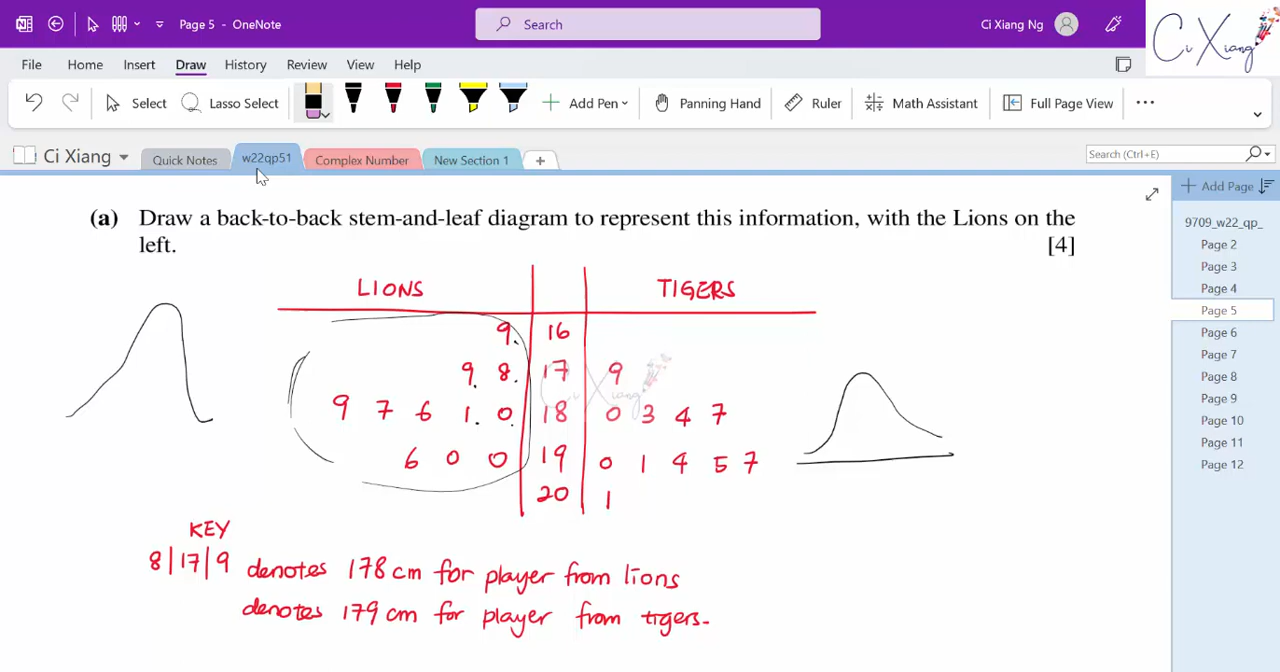 Page 5 - OneNote
Search
Ci Xiang Ng
Ci Xiang
File Home Insert Draw History Review View Help
Select Lasso Select Add Pen Panning Hand Ruler Math Assistant Full Page View
Ci Xiang Quick Notes w22qp51 Complex Number New Section 1 +
Search (Ctrl+E)
Add Page
9709_w22_qp_
Page 2
Page 3
Page 4
Page 5
Page 6
Page 7
Page 8
Page 9
Page 10
Page 11
Page 12
(a) Draw a back-to-back stem-and-leaf diagram to represent this information, with the Lions on the
left. [4]
LIONS TIGERS
9 16
9 8 17 9
9 7 6 1 0 18 0 3 4 7
6 0 0 19 0 1 4 5 7
20 1
Ci Xiang
KEY
8|17|9 denotes 178 cm for player from lions
denotes 179 cm for player from tigers.